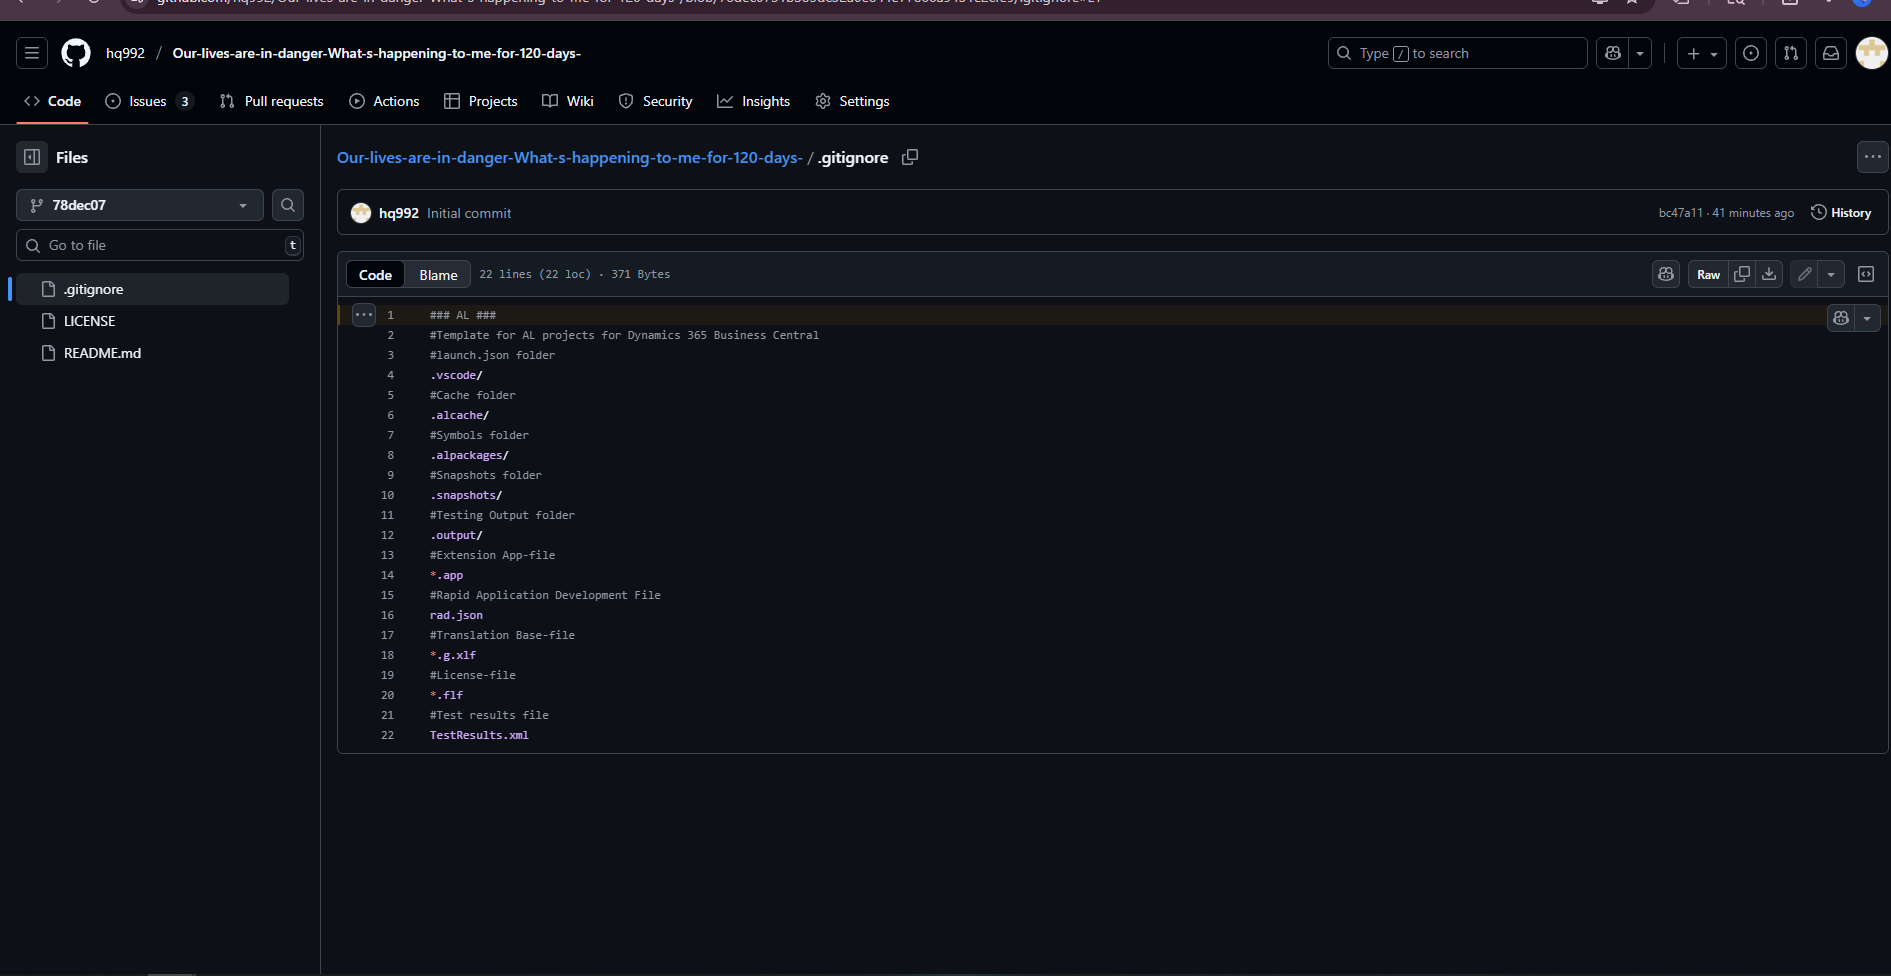 hq992 / Our-lives-are-in-danger-What-s-happening-to-me-for-120-days-
Type / to search
Code Issues 3 Pull requests Actions Projects Wiki Security Insights Settings
Files
78dec07
Go to file t
.gitignore
LICENSE
README.md
Our-lives-are-in-danger-What-s-happening-to-me-for-120-days- / .gitignore
hq992 Initial commit
bc47a11 · 41 minutes ago History
Code Blame 22 lines (22 loc) · 371 Bytes
Raw
1 ### AL ###
2 #Template for AL projects for Dynamics 365 Business Central
3 #launch.json folder
4 .vscode/
5 #Cache folder
6 .alcache/
7 #Symbols folder
8 .alpackages/
9 #Snapshots folder
10 .snapshots/
11 #Testing Output folder
12 .output/
13 #Extension App-file
14 *.app
15 #Rapid Application Development File
16 rad.json
17 #Translation Base-file
18 *.g.xlf
19 #License-file
20 *.flf
21 #Test results file
22 TestResults.xml